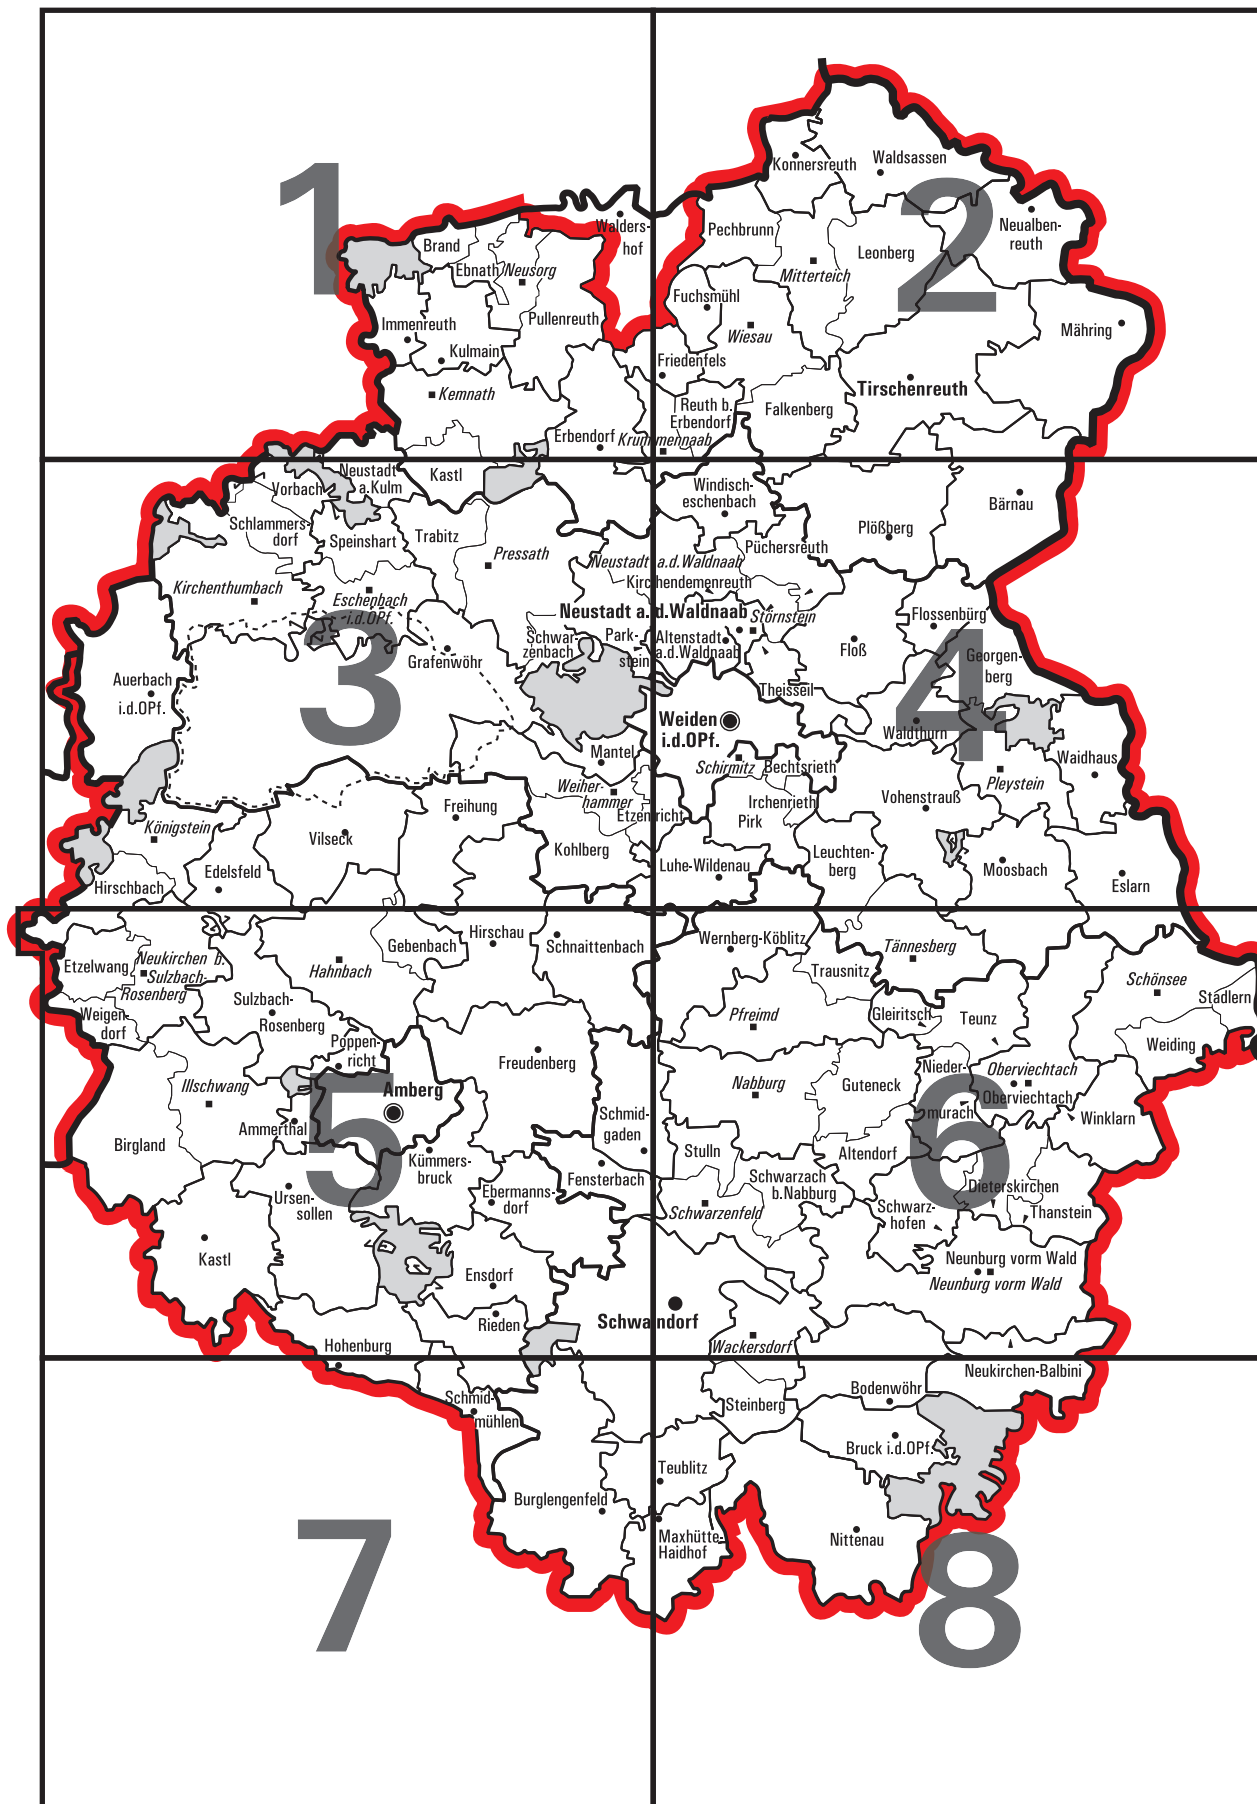 1
2
Konnersreuth
Waldsassen
Walders-
hof
Pechbrunn
Neualben-
reuth
Leonberg
Mitterteich
Brand
Ebnath
Neusorg
Pullenreuth
Immenreuth
Kulmain
Fuchsmühl
Wiesau
Mähring
Kemnath
Friedenfels
Tirschenreuth
Reuth b.
Erbendorf
Falkenberg
Erbendorf
Krummennaab
3
4
Neustadt
a.Kulm
Kastl
Vorbach
Windisch-
eschenbach
Bärnau
Schlammers-
dorf
Speinshart
Trabitz
Pressath
Plößberg
Püchersreuth
Neustadt a.d.Waldnaab
Kirchendemenreuth
Kirchenthumbach
Eschenbach
i.d.OPf.
Neustadt a.d.Waldnaab
Störnstein
Flossenbürg
Schwar-
zenbach
Park-
stein
Altenstadt
a.d.Waldnaab
Floß
Georgen-
berg
Grafenwöhr
Auerbach
i.d.OPf.
Theisseil
Weiden
i.d.OPf.
Waldthurn
Mantel
Schirmitz
Bechtsrieth
Pleystein
Waidhaus
Weiher-
hammer
Etzenricht
Irchenrieth
Pirk
Vohenstrauß
Freihung
Königstein
Vilseck
Kohlberg
Edelsfeld
Hirschbach
Luhe-Wildenau
Leuchten-
berg
Moosbach
Eslarn
5
6
Hirschau
Schnaittenbach
Gebenbach
Hahnbach
Etzelwang
Neukirchen b.
Sulzbach-
Rosenberg
Wernberg-Köblitz
Trausnitz
Tännesberg
Schönsee
Stadlern
Weigen-
dorf
Sulzbach-
Rosenberg
Pfreimd
Gleiritsch
Teunz
Weiding
Poppen-
richt
Freudenberg
Illschwang
Amberg
Nabburg
Guteneck
Nieder-
murach
Oberviechtach
Oberviechtach
Winklarn
Ammerthal
Birgland
Schmid-
gaden
Stulln
Altendorf
Kümmers-
bruck
Fensterbach
Ursen-
sollen
Ebermanns-
dorf
Schwarzach
b.Nabburg
Schwarzenfeld
Dieterskirchen
Schwarz-
hofen
Thanstein
Kastl
Neunburg vorm Wald
Neunburg vorm Wald
Ensdorf
Rieden
Schwandorf
Hohenburg
Wackersdorf
7
8
Neukirchen-Balbini
Schmid-
mühlen
Steinberg
Bodenwöhr
Bruck i.d.OPf.
Teublitz
Burglengenfeld
Maxhütte-
Haidhof
Nittenau